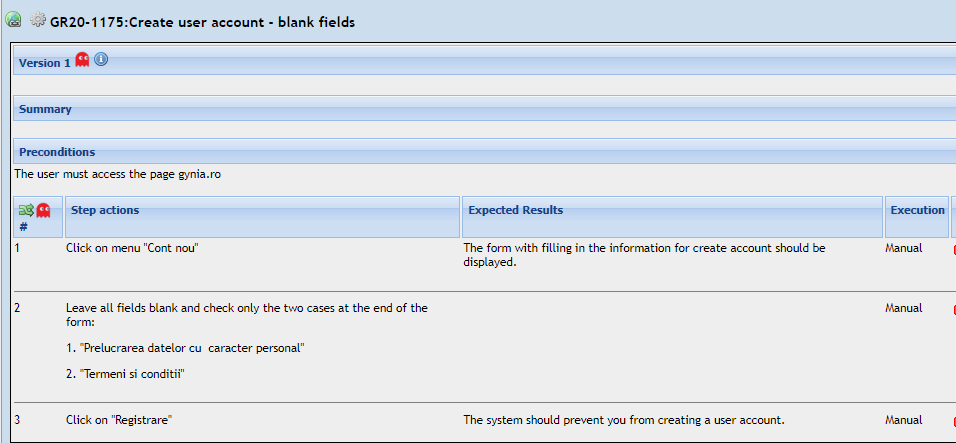 GR20-1175:Create user account - blank fields
Version 1
Summary
Preconditions
The user must access the page gynia.ro
# Step actions Expected Results Execution
1 Click on menu "Cont nou" The form with filling in the information for create account should be Manual
displayed.
2 Leave all fields blank and check only the two cases at the end of the Manual
form:
1. "Prelucrarea datelor cu  caracter personal"
2. "Termeni si conditii"
3 Click on "Registrare" The system should prevent you from creating a user account. Manual